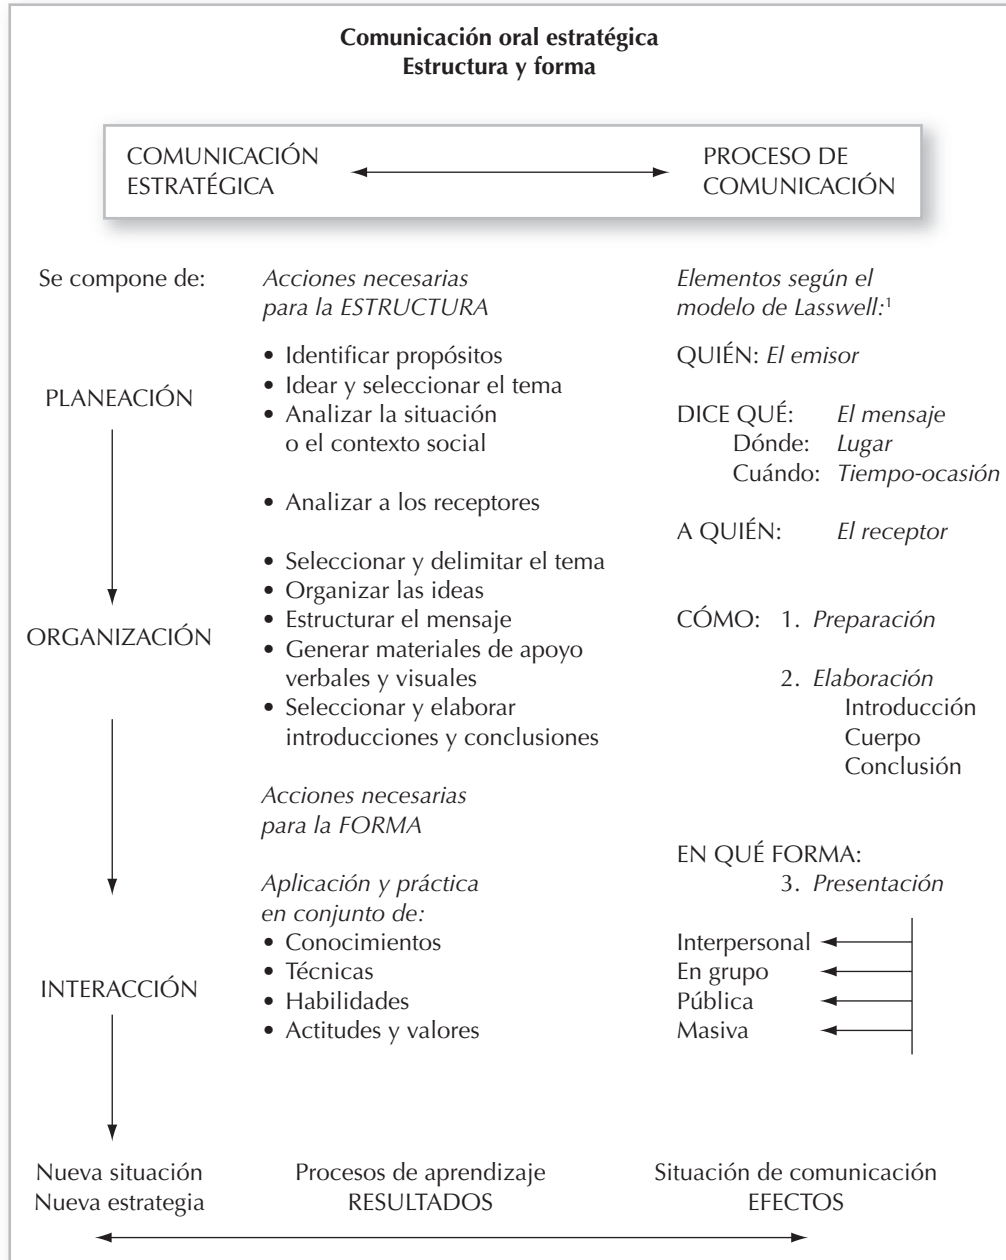 Comunicación oral estratégica
Estructura y forma
COMUNICACIÓN
ESTRATÉGICA
PROCESO DE
COMUNICACIÓN
Se compone de:
PLANEACIÓN
ORGANIZACIÓN
INTERACCIÓN
Acciones necesarias
para la ESTRUCTURA
• Identificar propósitos
• Idear y seleccionar el tema
• Analizar la situación
o el contexto social
• Analizar a los receptores
• Seleccionar y delimitar el tema
• Organizar las ideas
• Estructurar el mensaje
• Generar materiales de apoyo
verbales y visuales
• Seleccionar y elaborar
introducciones y conclusiones
Acciones necesarias
para la FORMA
Aplicación y práctica
en conjunto de:
• Conocimientos
• Técnicas
• Habilidades
• Actitudes y valores
Elementos según el
modelo de Lasswell:¹
QUIÉN: El emisor
DICE QUÉ: El mensaje
Dónde: Lugar
Cuándo: Tiempo-ocasión
A QUIÉN: El receptor
CÓMO: 1. Preparación
2. Elaboración
Introducción
Cuerpo
Conclusión
EN QUÉ FORMA:
3. Presentación
Interpersonal
En grupo
Pública
Masiva
Nueva situación
Nueva estrategia
Procesos de aprendizaje
RESULTADOS
Situación de comunicación
EFECTOS